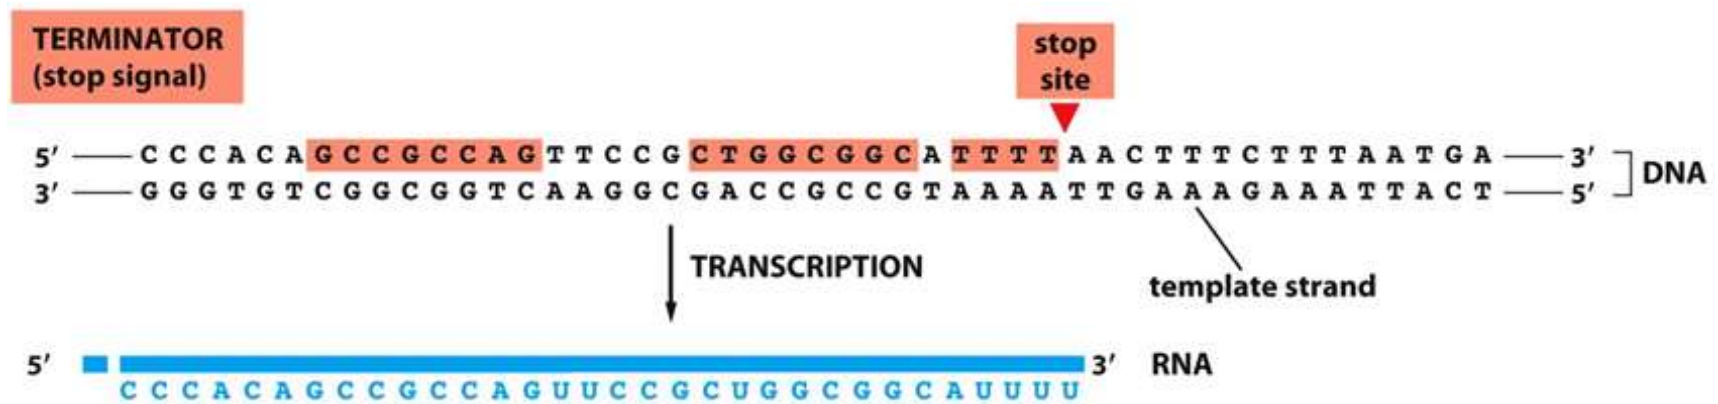 TERMINATOR
(stop signal)
stop
site
5′ CCCACAGCCGCCAGTTCCGCTGGCGGCATTTTAACTTTCTTTAATGA 3′
3′ GGGTGTCGGCGGTCAAGGCGACCGCCGTAAAATTGAAAGAAATTACT 5′
DNA
TRANSCRIPTION
template strand
5′ 3′ RNA
CCCACAGCCGCCAGUUCCGCUGGCGGCAUUUU